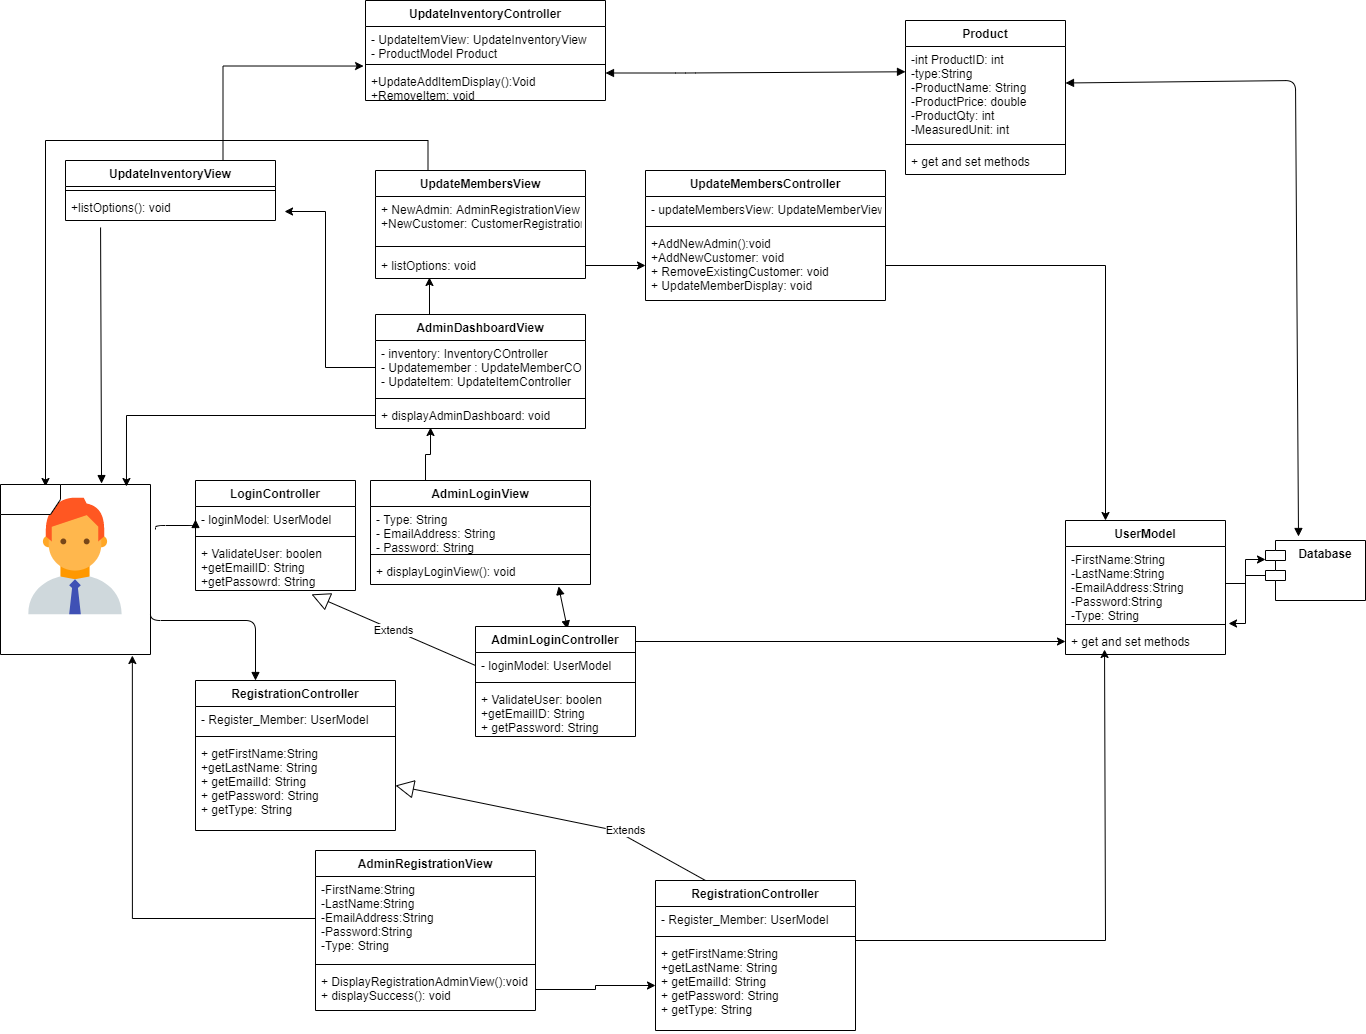 UpdateInventoryController
- UpdateItemView: UpdateInventoryView
- ProductModel Product
+UpdateAddItemDisplay():Void
+RemoveItem: void
Product
-int ProductID: int
-type:String
-ProductName: String
-ProductPrice: double
-ProductQty: int
-MeasuredUnit: int
+ get and set methods
UpdateInventoryView
+listOptions(): void
UpdateMembersView
+ NewAdmin: AdminRegistrationView
+NewCustomer: CustomerRegistratio
+ listOptions: void
UpdateMembersController
- updateMembersView: UpdateMemberView
+AddNewAdmin():void
+AddNewCustomer: void
+ RemoveExistingCustomer: void
+ UpdateMemberDisplay: void
AdminDashboardView
- inventory: InventoryCOntroller
- Updatemember : UpdateMemberCO
- UpdateItem: UpdateItemController
+ displayAdminDashboard: void
LoginController
- loginModel: UserModel
+ ValidateUser: boolen
+getEmailID: String
+getPassowrd: String
AdminLoginView
- Type: String
- EmailAddress: String
- Password: String
+ displayLoginView(): void
UserModel
-FirstName:String
-LastName:String
-EmailAddress:String
-Password:String
-Type: String
+ get and set methods
Database
Extends
AdminLoginController
- loginModel: UserModel
+ ValidateUser: boolen
+getEmailID: String
+ getPassword: String
RegistrationController
- Register_Member: UserModel
+ getFirstName:String
+getLastName: String
+ getEmailId: String
+ getPassword: String
+ getType: String
Extends
AdminRegistrationView
-FirstName:String
-LastName:String
-EmailAddress:String
-Password:String
-Type: String
+ DisplayRegistrationAdminView():void
+ displaySuccess(): void
RegistrationController
- Register_Member: UserModel
+ getFirstName:String
+getLastName: String
+ getEmailId: String
+ getPassword: String
+ getType: String